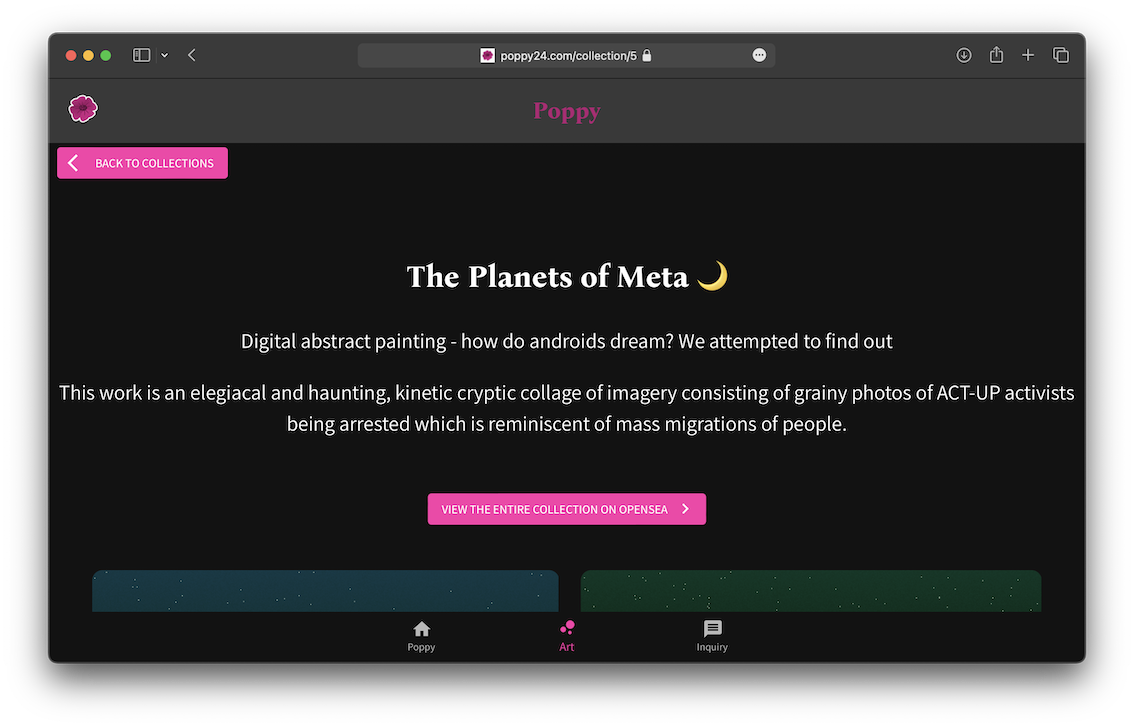 poppy24.com/collection/5
Poppy
BACK TO COLLECTIONS
The Planets of Meta 🌙
Digital abstract painting - how do androids dream? We attempted to find out
This work is an elegiacal and haunting, kinetic cryptic collage of imagery consisting of grainy photos of ACT-UP activists
being arrested which is reminiscent of mass migrations of people.
VIEW THE ENTIRE COLLECTION ON OPENSEA
Poppy
Art
Inquiry